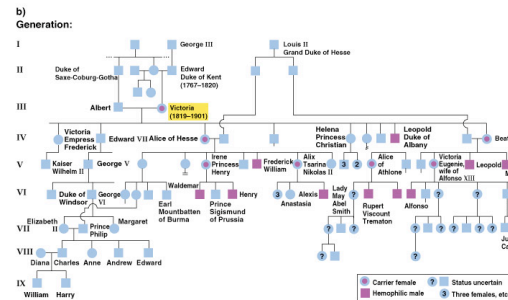 b)
Generation:
I
George III
Louis II
Grand Duke of Hesse
II
Duke of
Saxe-Coburg-Gotha
Edward
Duke of Kent
(1767–1820)
III
Albert
Victoria
(1819–1901)
IV
Victoria
Empress
Frederick
Edward VII
Alice of Hesse
Helena
Princess
Christian
Leopold
Duke of
Albany
V
Kaiser
Wilhelm II
George V
Irene
Princess
Henry
Frederick
William
Alix
Tsarina
Nikolas II
3
2
Alice
of
Athlone
Victoria
Eugenie,
wife of
Alfonso XIII
Leopold
VI
Duke of
Windsor
George
VI
Earl
Mountbatten
of Burma
Waldemar
Prince
Sigismund
of Prussia
Henry
3
Anastasia
Alexis
Lady
May
Abel
Smith
?
Rupert
Viscount
Trematon
Alfonso
?
?
VII
Elizabeth
II
Prince
Philip
Margaret
?
?
?
?
?
?
?
VIII
Diana
Charles
Anne
Andrew
Edward
?
?
IX
William
Harry
Carrier female
Hemophilic male
? Status uncertain
3 Three females, etc